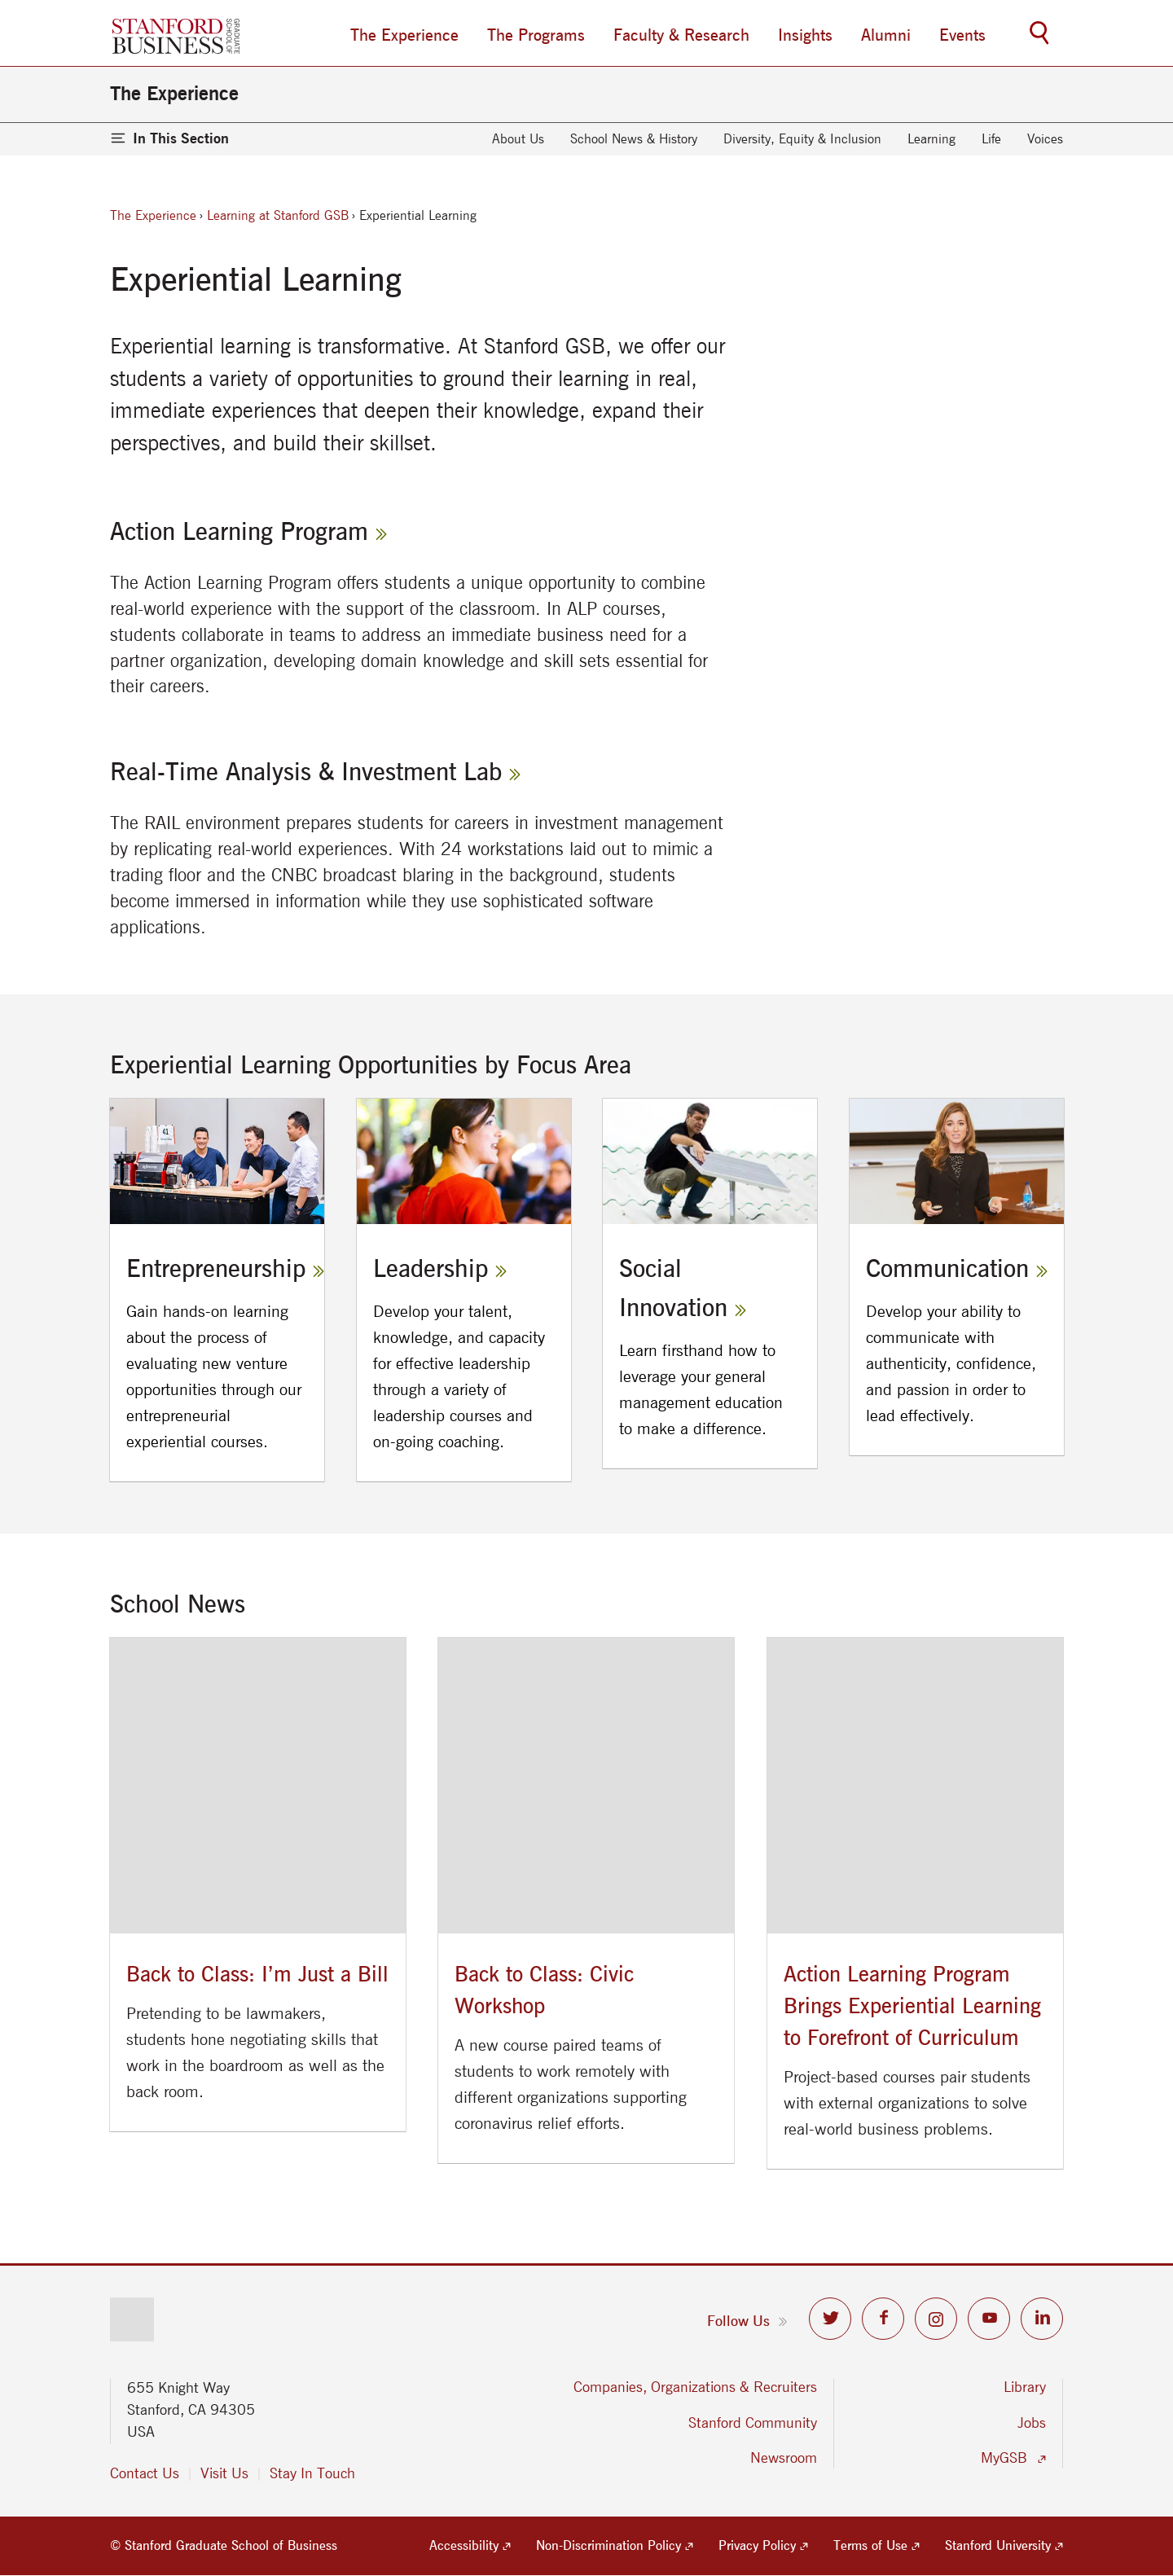 STANFORD
BUSINESS
GRADUATE
SCHOOL OF
The Experience
The Programs
Faculty & Research
Insights
Alumni
Events
The Experience
In This Section
About Us
School News & History
Diversity, Equity & Inclusion
Learning
Life
Voices
The Experience › Learning at Stanford GSB › Experiential Learning
Experiential Learning
Experiential learning is transformative. At Stanford GSB, we offer our
students a variety of opportunities to ground their learning in real,
immediate experiences that deepen their knowledge, expand their
perspectives, and build their skillset.
Action Learning Program »
The Action Learning Program offers students a unique opportunity to combine
real-world experience with the support of the classroom. In ALP courses,
students collaborate in teams to address an immediate business need for a
partner organization, developing domain knowledge and skill sets essential for
their careers.
Real-Time Analysis & Investment Lab »
The RAIL environment prepares students for careers in investment management
by replicating real-world experiences. With 24 workstations laid out to mimic a
trading floor and the CNBC broadcast blaring in the background, students
become immersed in information while they use sophisticated software
applications.
Experiential Learning Opportunities by Focus Area
41
Entrepreneurship »
Gain hands-on learning
about the process of
evaluating new venture
opportunities through our
entrepreneurial
experiential courses.
Leadership »
Develop your talent,
knowledge, and capacity
for effective leadership
through a variety of
leadership courses and
on-going coaching.
Social
Innovation »
Learn firsthand how to
leverage your general
management education
to make a difference.
Communication »
Develop your ability to
communicate with
authenticity, confidence,
and passion in order to
lead effectively.
School News
Back to Class: I’m Just a Bill
Pretending to be lawmakers,
students hone negotiating skills that
work in the boardroom as well as the
back room.
Back to Class: Civic
Workshop
A new course paired teams of
students to work remotely with
different organizations supporting
coronavirus relief efforts.
Action Learning Program
Brings Experiential Learning
to Forefront of Curriculum
Project-based courses pair students
with external organizations to solve
real-world business problems.
Follow Us »
655 Knight Way
Stanford, CA 94305
USA
Contact Us
Visit Us
Stay In Touch
Companies, Organizations & Recruiters
Stanford Community
Newsroom
Library
Jobs
MyGSB
© Stanford Graduate School of Business
Accessibility
Non-Discrimination Policy
Privacy Policy
Terms of Use
Stanford University